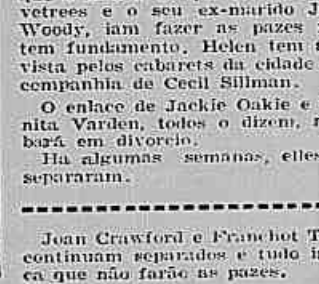 vetrees e o seu ex-marido J
Woody, iam fazer as pazes
tem fundamento. Helen tem
vista pelos cabarets da cidade
companhia de Cecil Sillman.
O enlace de Jackie Oakie e
nita Varden, todos o dizem,
bará em divorcio.
Ha algumas semanas, elles
separaram.
Joan Crawford e Franchot T
continuam separados e tudo i
ca que não farão as pazes.